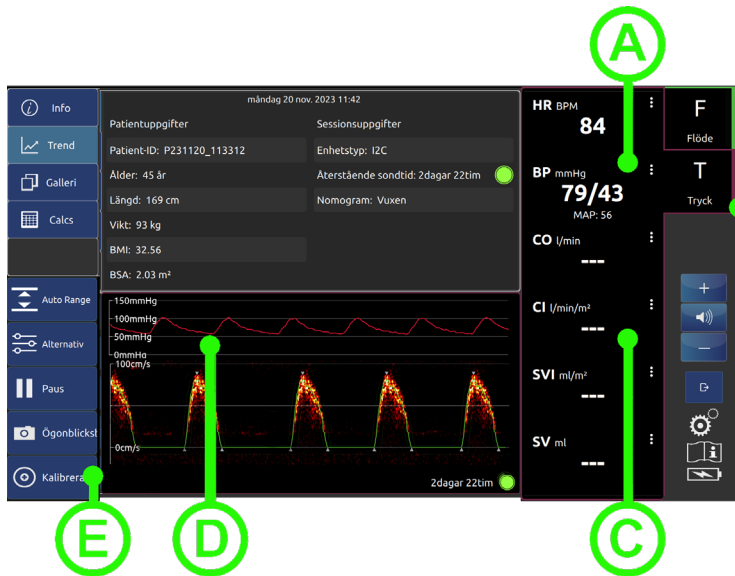 A
måndag 20 nov. 2023 11:42
Info
Trend
Galleri
Calcs
Auto Range
Alternativ
Paus
Ögonblicksl
Kalibrera
Patientuppgifter
Patient-ID: P231120_113312
Ålder: 45 år
Längd: 169 cm
Vikt: 93 kg
BMI: 32.56
BSA: 2.03 m²
Sessionsuppgifter
Enhetstyp: I2C
Återstående sondtid: 2dagar 22tim
Nomogram: Vuxen
150mmHg
100mmHg
50mmHg
0mmHg
100cm/s
0cm/s
2dagar 22tim
HR BPM
84
BP mmHg
79/43
MAP: 56
CO l/min
---
CI l/min/m²
---
SVI ml/m²
---
SV ml
---
F
Flöde
T
Tryck
+
–
i
E
D
C